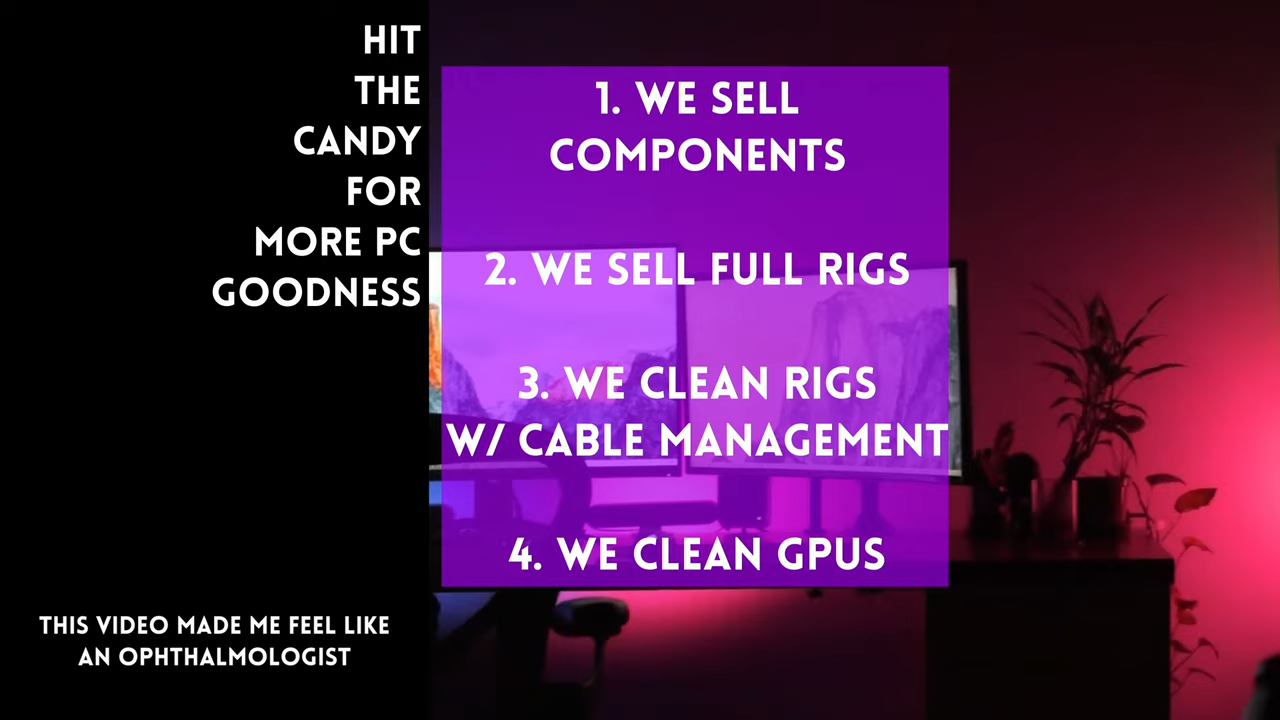 HIT
THE
CANDY
FOR
MORE PC
GOODNESS
1. WE SELL
COMPONENTS
2. WE SELL FULL RIGS
3. WE CLEAN RIGS
W/ CABLE MANAGEMENT
4. WE CLEAN GPUS
THIS VIDEO MADE ME FEEL LIKE
AN OPHTHALMOLOGIST